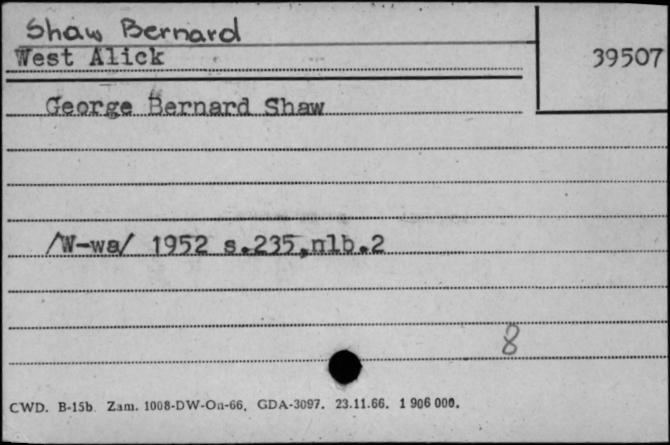 Shaw Bernard
West Alick
39507
George Bernard Shaw
/W-wa/ 1952 s.235,nlb.2
8
CWD. B-15b. Zam. 1008-DW-On-66. GDA-3097. 23.11.66. 1 906 000.